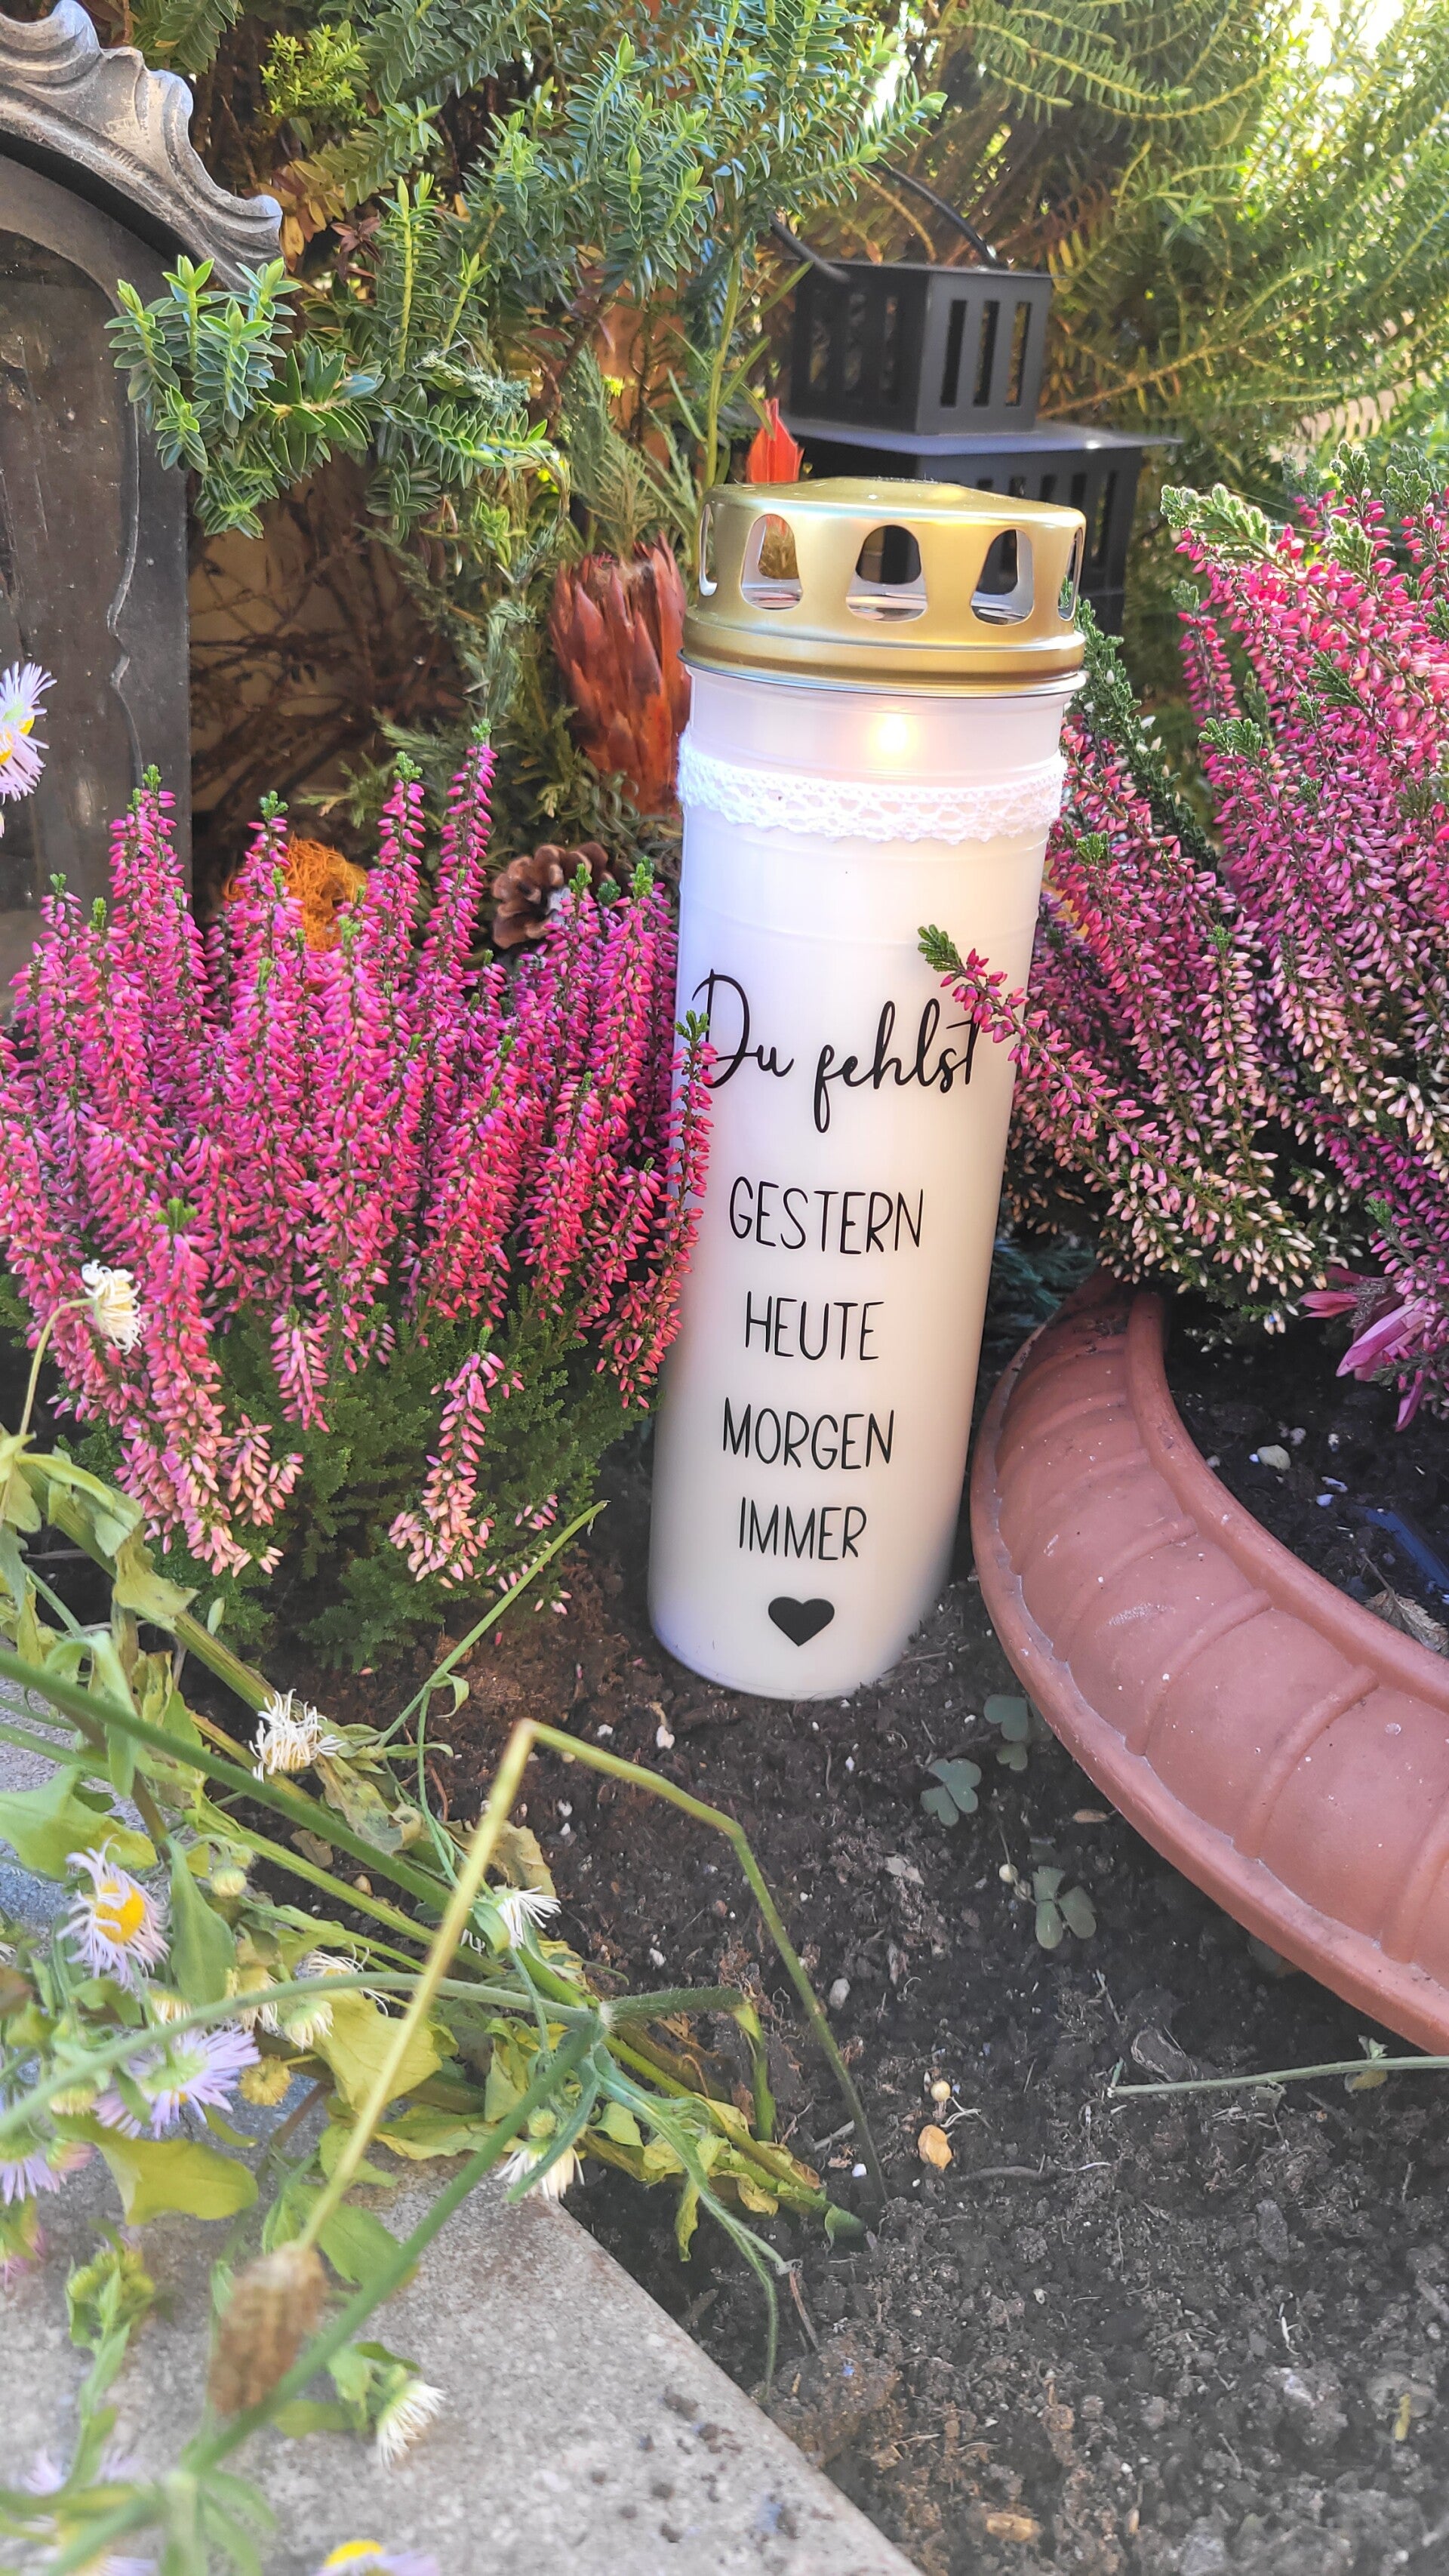 Du fehlst
GESTERN
HEUTE
MORGEN
IMMER